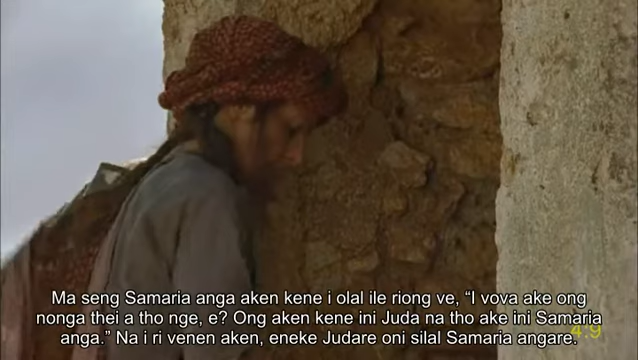 Ma seng Samaria anga aken kene i olal ile riong ve, “I vova ake ong
nonga thei a tho nge, e? Ong aken kene ini Juda na tho ake ini Samaria
anga.” Na i ri venen aken, eneke Judare oni silal Samaria angare.
4.9